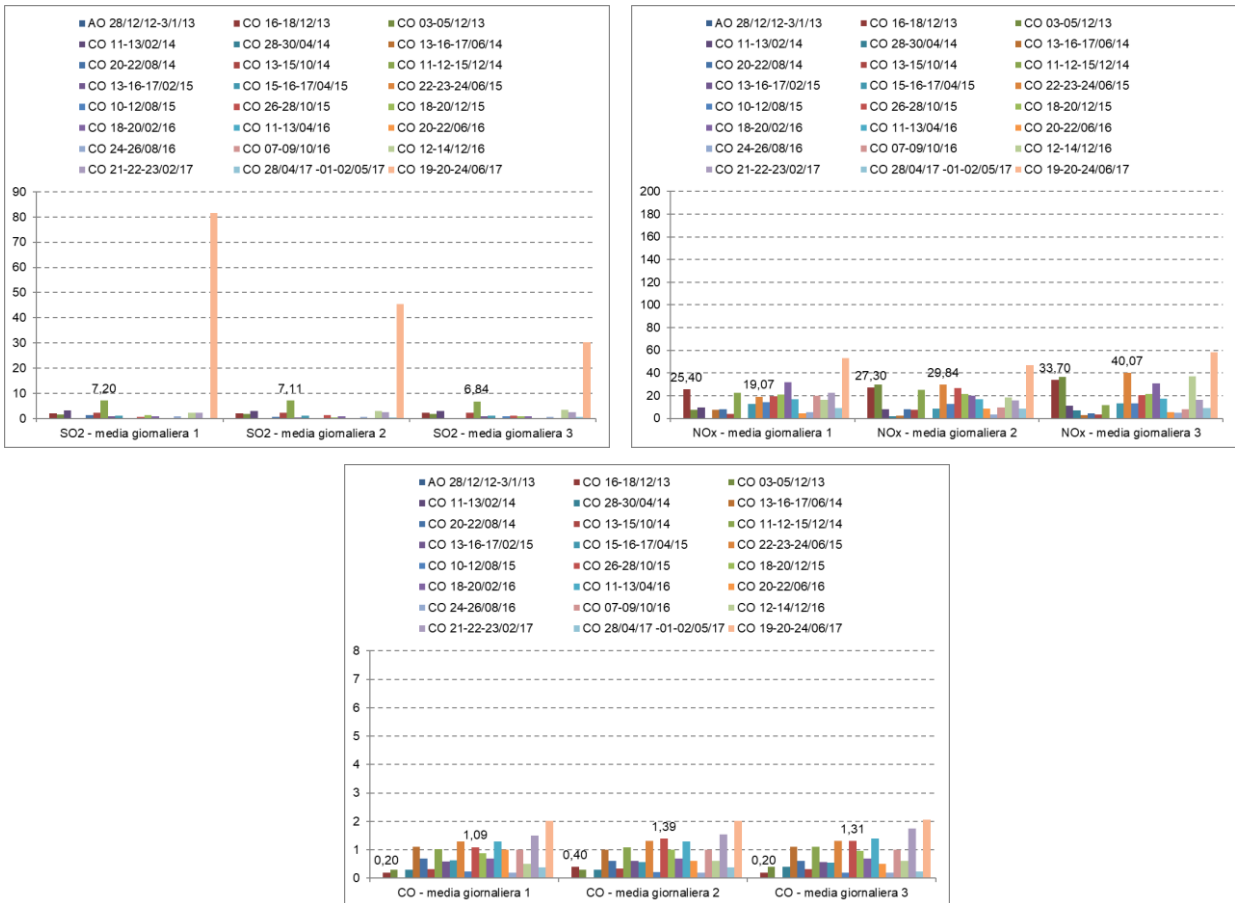 AO 28/12/12-3/1/13 CO 16-18/12/13 CO 03-05/12/13
CO 11-13/02/14 CO 28-30/04/14 CO 13-16-17/06/14
CO 20-22/08/14 CO 13-15/10/14 CO 11-12-15/12/14
CO 13-16-17/02/15 CO 15-16-17/04/15 CO 22-23-24/06/15
CO 10-12/08/15 CO 26-28/10/15 CO 18-20/12/15
CO 18-20/02/16 CO 11-13/04/16 CO 20-22/06/16
CO 24-26/08/16 CO 07-09/10/16 CO 12-14/12/16
CO 21-22-23/02/17 CO 28/04/17 -01-02/05/17 CO 19-20-24/06/17
90
80
70
60
50
40
30
20
10
0
7,20 7,11 6,84
SO2 - media giornaliera 1 SO2 - media giornaliera 2 SO2 - media giornaliera 3
AO 28/12/12-3/1/13 CO 16-18/12/13 CO 03-05/12/13
CO 11-13/02/14 CO 28-30/04/14 CO 13-16-17/06/14
CO 20-22/08/14 CO 13-15/10/14 CO 11-12-15/12/14
CO 13-16-17/02/15 CO 15-16-17/04/15 CO 22-23-24/06/15
CO 10-12/08/15 CO 26-28/10/15 CO 18-20/12/15
CO 18-20/02/16 CO 11-13/04/16 CO 20-22/06/16
CO 24-26/08/16 CO 07-09/10/16 CO 12-14/12/16
CO 21-22-23/02/17 CO 28/04/17 -01-02/05/17 CO 19-20-24/06/17
200
180
160
140
120
100
80
60
40
20
0
25,40 19,07 27,30 29,84 33,70 40,07
NOx - media giornaliera 1 NOx - media giornaliera 2 NOx - media giornaliera 3
AO 28/12/12-3/1/13 CO 16-18/12/13 CO 03-05/12/13
CO 11-13/02/14 CO 28-30/04/14 CO 13-16-17/06/14
CO 20-22/08/14 CO 13-15/10/14 CO 11-12-15/12/14
CO 13-16-17/02/15 CO 15-16-17/04/15 CO 22-23-24/06/15
CO 10-12/08/15 CO 26-28/10/15 CO 18-20/12/15
CO 18-20/02/16 CO 11-13/04/16 CO 20-22/06/16
CO 24-26/08/16 CO 07-09/10/16 CO 12-14/12/16
CO 21-22-23/02/17 CO 28/04/17 -01-02/05/17 CO 19-20-24/06/17
8
7
6
5
4
3
2
1
0
0,20 1,09 0,40 1,39 0,20 1,31
CO - media giornaliera 1 CO - media giornaliera 2 CO - media giornaliera 3